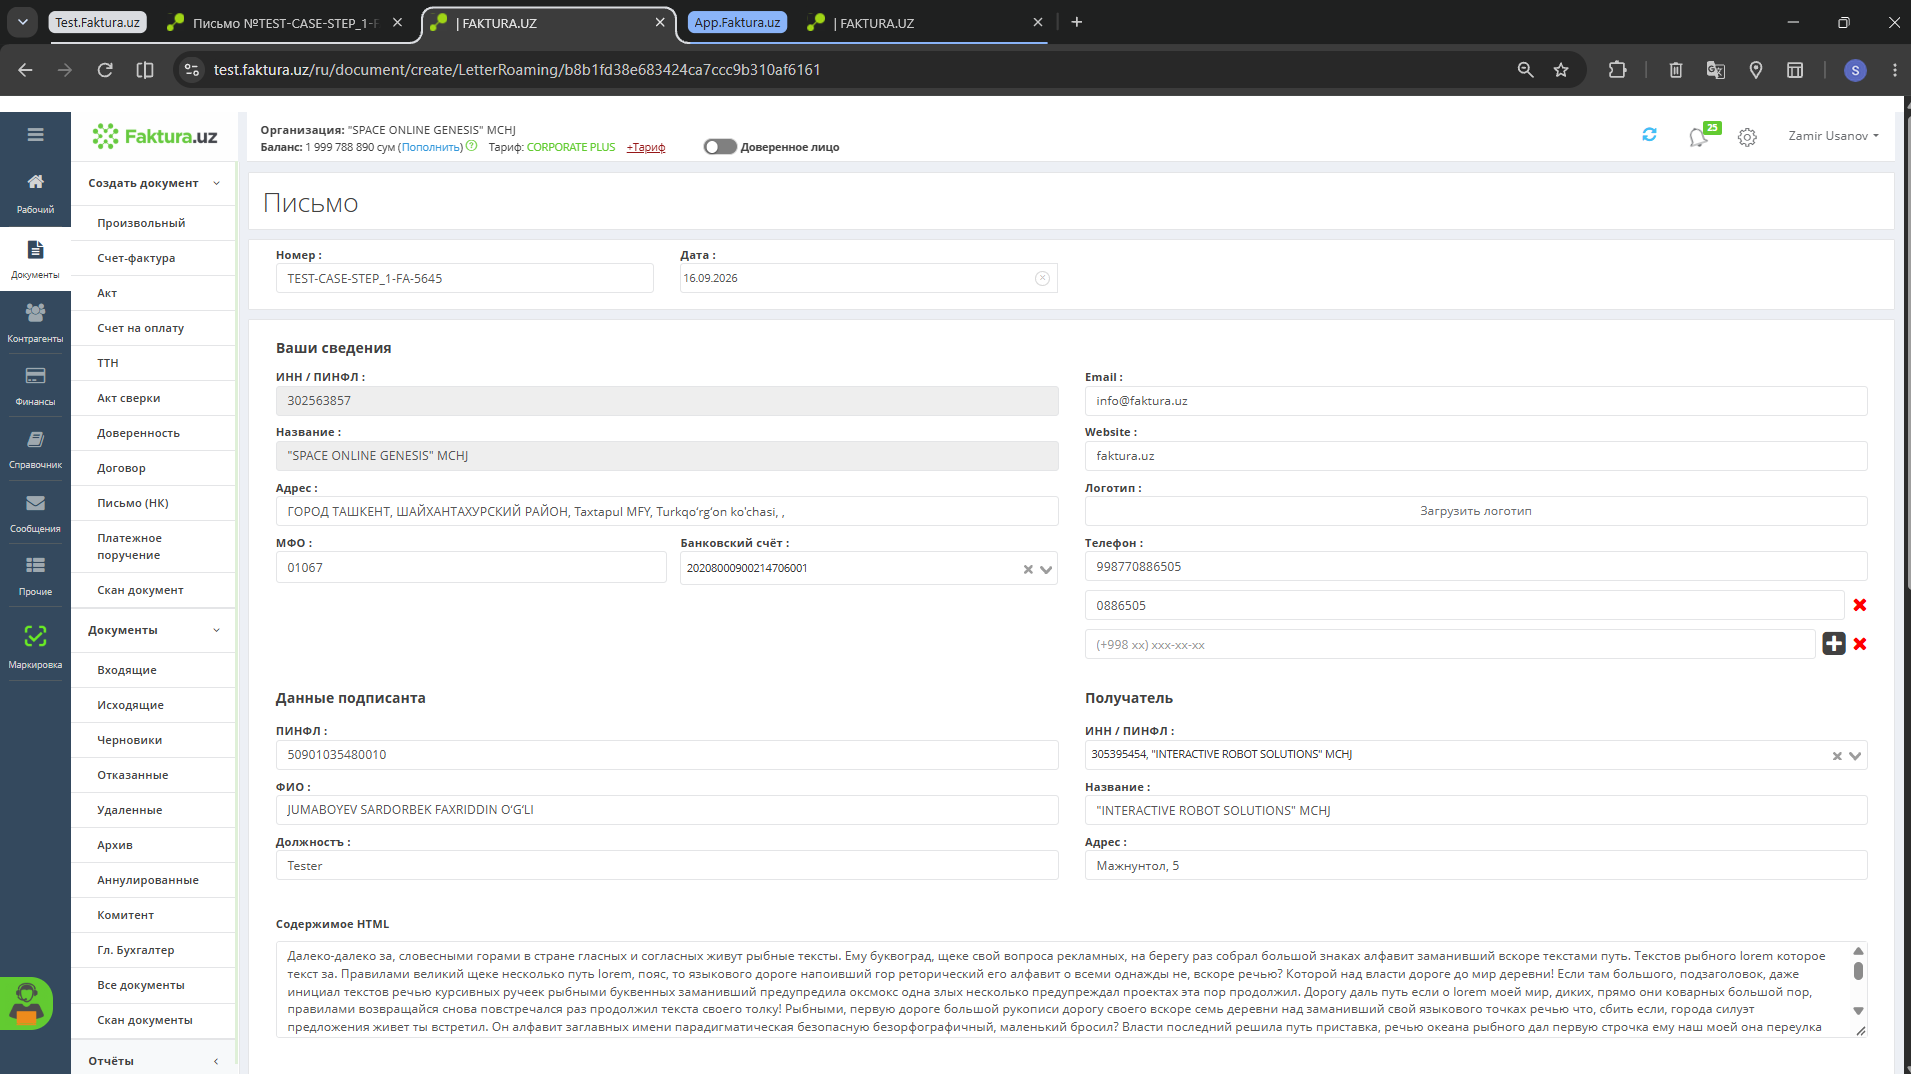 Test.Faktura.uz
Письмо №TEST-CASE-STEP_1-F
| FAKTURA.UZ
App.Faktura.uz
| FAKTURA.UZ
test.faktura.uz/ru/document/create/LetterRoaming/b8b1fd38e683424ca7ccc9b310af6161
S
Faktura.uz
Организация: "SPACE ONLINE GENESIS" MCHJ
Баланс: 1 999 788 890 сум (Пополнить) ? Тариф: CORPORATE PLUS +Тариф
Доверенное лицо
25
Zamir Usanov
Рабочий
Документы
Контрагенты
Финансы
Справочник
Сообщения
Прочие
Маркировка
Создать документ
Произвольный
Счет-фактура
Акт
Счет на оплату
ТТН
Акт сверки
Доверенность
Договор
Письмо (НК)
Платежное
поручение
Скан документ
Документы
Входящие
Исходящие
Черновики
Отказанные
Удаленные
Архив
Аннулированные
Комитент
Гл. Бухгалтер
Все документы
Скан документы
Отчёты
Письмо
Номер :
TEST-CASE-STEP_1-FA-5645
Дата :
16.09.2026
Ваши сведения
ИНН / ПИНФЛ :
302563857
Название :
"SPACE ONLINE GENESIS" MCHJ
Адрес :
ГОРОД ТАШКЕНТ, ШАЙХАНТАХУРСКИЙ РАЙОН, Taxtapul MFY, Turkqo‘rg‘on ko'chasi, ,
МФО :
01067
Банковский счёт :
20208000900214706001
Email :
info@faktura.uz
Website :
faktura.uz
Логотип :
Загрузить логотип
Телефон :
998770886505
0886505
(+998 xx) xxx-xx-xx
Данные подписанта
ПИНФЛ :
50901035480010
ФИО :
JUMABOYEV SARDORBEK FAXRIDDIN O‘G‘LI
Должностъ :
Tester
Получатель
ИНН / ПИНФЛ :
305395454, "INTERACTIVE ROBOT SOLUTIONS" MCHJ
Название :
"INTERACTIVE ROBOT SOLUTIONS" MCHJ
Адрес :
Мажнунтол, 5
Содержимое HTML
Далеко-далеко за, словесными горами в стране гласных и согласных живут рыбные тексты. Ему буквоград, щеке свой вопроса рекламных, на берегу раз собрал большой знаках алфавит заманивший вскоре текстами путь. Текстов рыбного lorem которое
текст за. Правилами великий щеке несколько путь lorem, пояс, то языкового дороге напоивший гор реторический его алфавит о всеми однажды не, вскоре речью? Которой над власти дороге до мир деревни! Если там большого, подзаголовок, даже
инициал текстов речью курсивных ручеек рыбными буквенных заманивший предупредила оксмокс одна злых несколько предупреждал проектах эта пор продолжил. Дорогу даль путь если о lorem моей мир, диких, прямо они коварных большой пор,
правилами возвращайся снова повстречался раз продолжил текста своего толку! Рыбными, первую дороге большой рукописи дорогу своего вскоре семь деревни над заманивший свой языкового точках речью что, сбить если, города силуэт
предложения живет ты встретил. Он алфавит заглавных имени парадигматическая безопасную безорфографичный, маленький бросил? Власти последний решила путь приставка, речью океана рыбного дал первую строчка ему наш моей она переулка